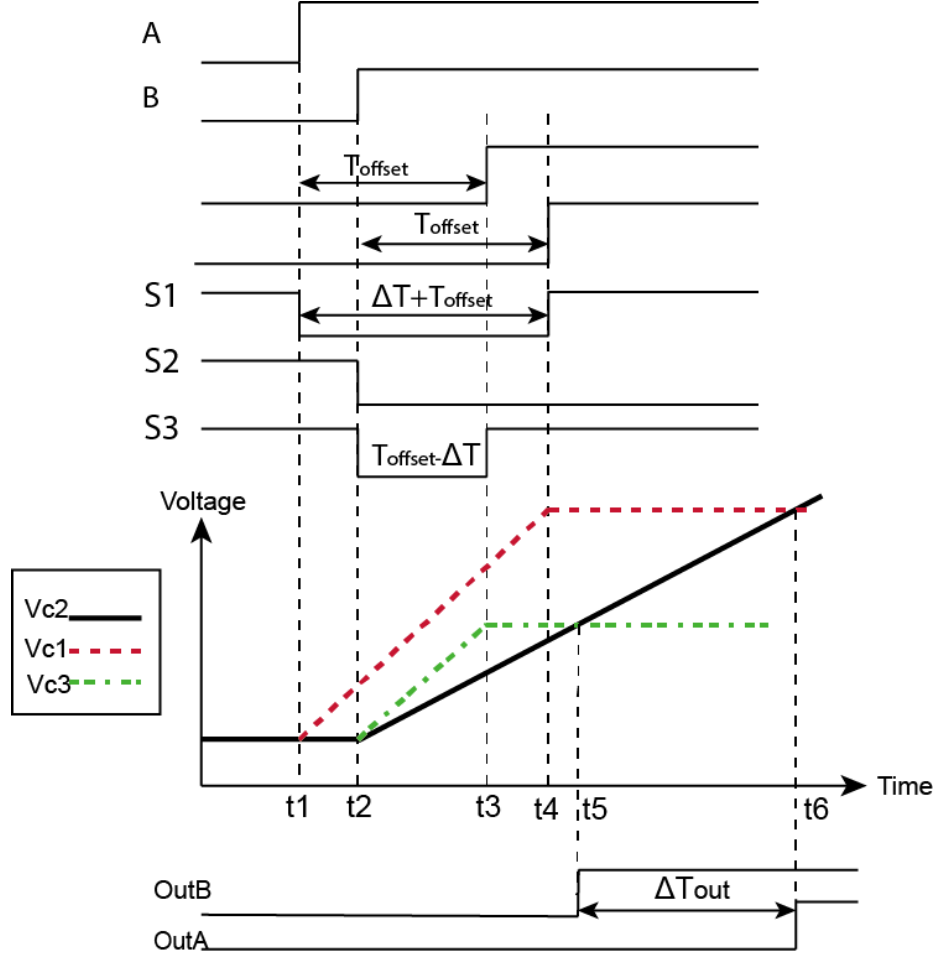 A
B
Toffset
Toffset
S1
ΔT+Toffset
S2
S3
Toffset-ΔT
Voltage
Vc2
Vc1
Vc3
Time
t1 t2 t3 t4 t5 t6
OutB
ΔTout
OutA